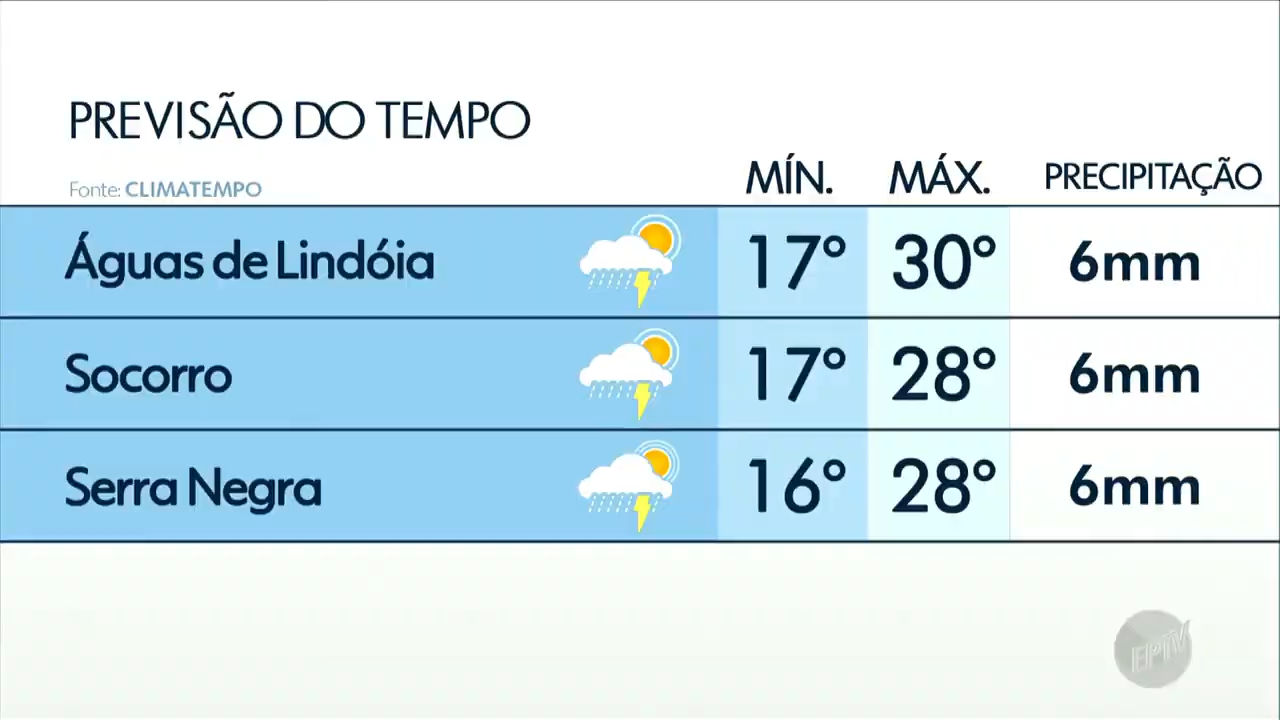 PREVISÃO DO TEMPO
Fonte: CLIMATEMPO
MÍN. MÁX. PRECIPITAÇÃO
Águas de Lindóia 17° 30° 6mm
Socorro 17° 28° 6mm
Serra Negra 16° 28° 6mm
EPTV